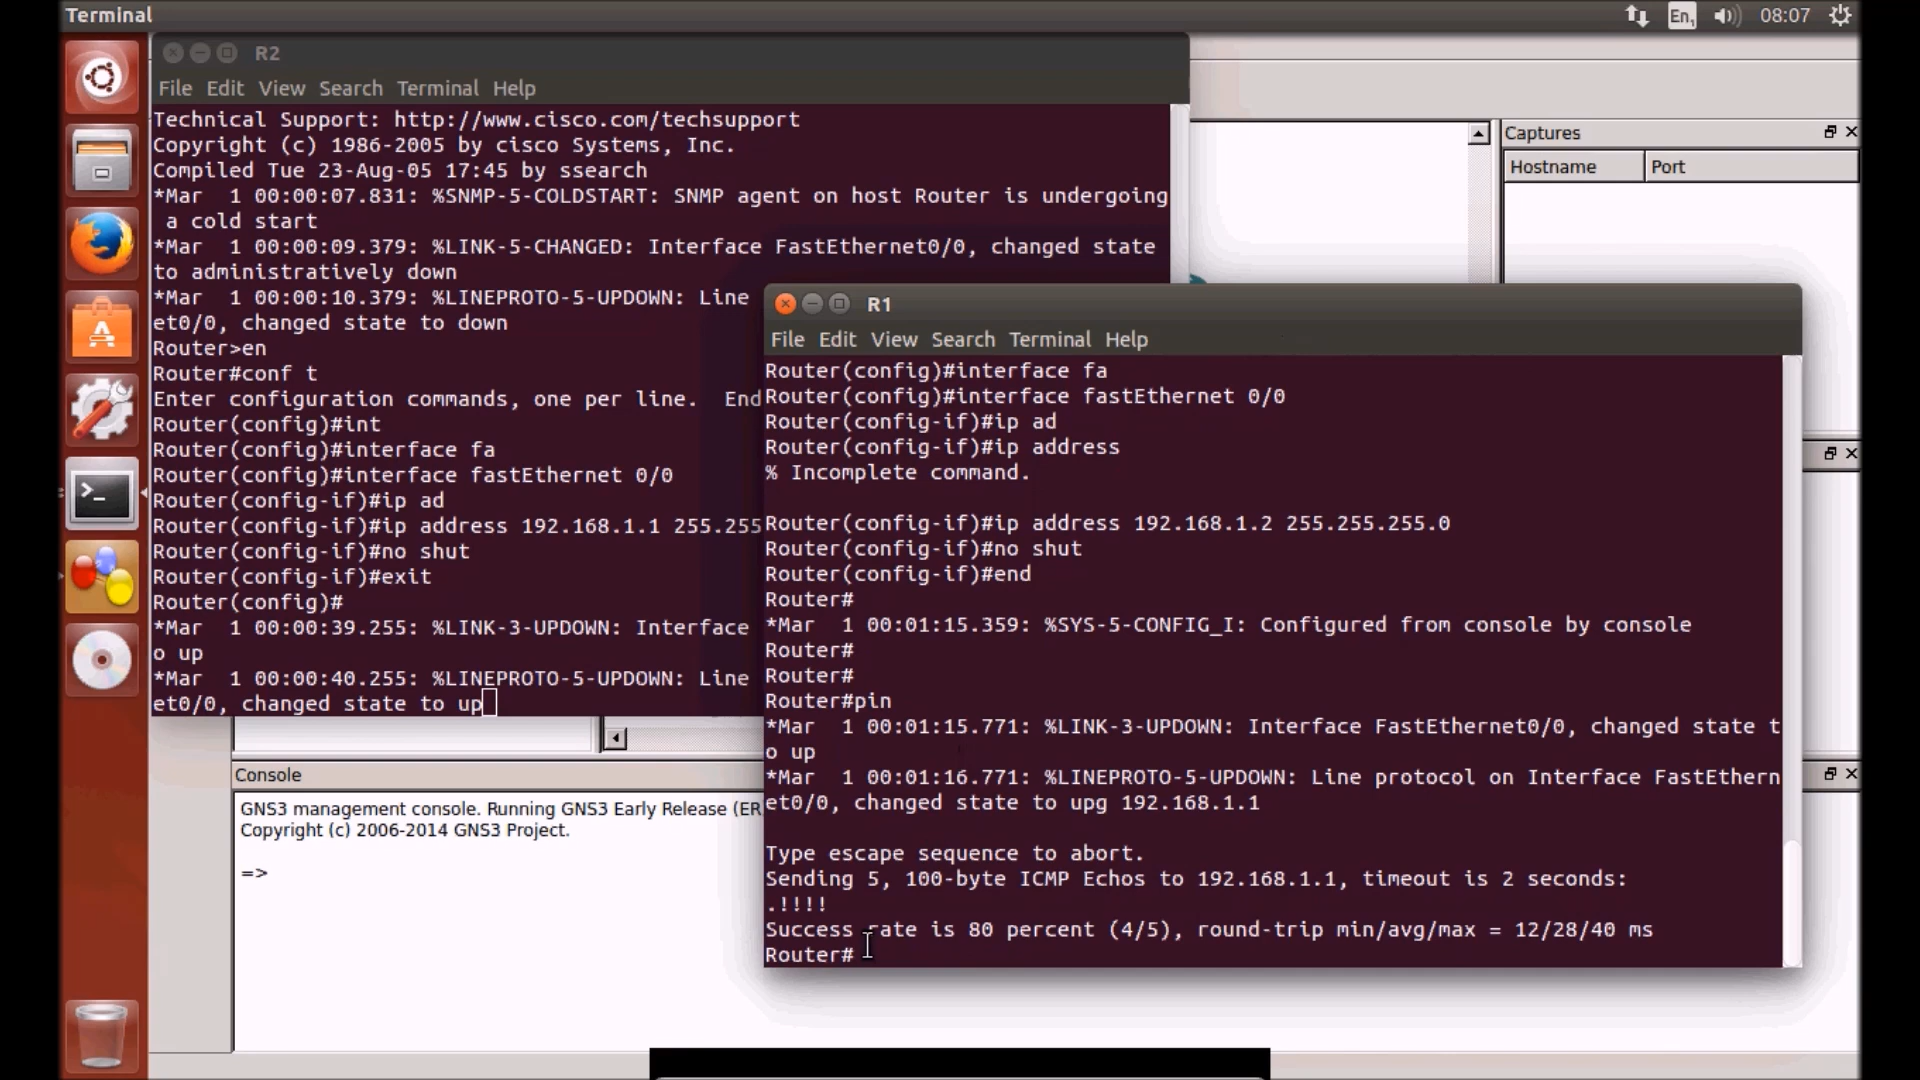 Terminal
En1
08:07
R2
File Edit View Search Terminal Help
Technical Support: http://www.cisco.com/techsupport
Copyright (c) 1986-2005 by cisco Systems, Inc.
Compiled Tue 23-Aug-05 17:45 by ssearch
*Mar  1 00:00:07.831: %SNMP-5-COLDSTART: SNMP agent on host Router is undergoing
a cold start
*Mar  1 00:00:09.379: %LINK-5-CHANGED: Interface FastEthernet0/0, changed state
to administratively down
*Mar  1 00:00:10.379: %LINEPROTO-5-UPDOWN: Line
et0/0, changed state to down
Router>en
Router#conf t
Enter configuration commands, one per line.  End
Router(config)#int
Router(config)#interface fa
Router(config)#interface fastEthernet 0/0
Router(config-if)#ip ad
Router(config-if)#ip address 192.168.1.1 255.255
Router(config-if)#no shut
Router(config-if)#exit
Router(config)#
*Mar  1 00:00:39.255: %LINK-3-UPDOWN: Interface
o up
*Mar  1 00:00:40.255: %LINEPROTO-5-UPDOWN: Line
et0/0, changed state to up
R1
File Edit View Search Terminal Help
Router(config)#interface fa
Router(config)#interface fastEthernet 0/0
Router(config-if)#ip ad
Router(config-if)#ip address
% Incomplete command.
Router(config-if)#ip address 192.168.1.2 255.255.255.0
Router(config-if)#no shut
Router(config-if)#end
Router#
*Mar  1 00:01:15.359: %SYS-5-CONFIG_I: Configured from console by console
Router#
Router#
Router#pin
*Mar  1 00:01:15.771: %LINK-3-UPDOWN: Interface FastEthernet0/0, changed state t
o up
*Mar  1 00:01:16.771: %LINEPROTO-5-UPDOWN: Line protocol on Interface FastEthern
et0/0, changed state to upg 192.168.1.1
Type escape sequence to abort.
Sending 5, 100-byte ICMP Echos to 192.168.1.1, timeout is 2 seconds:
.!!!!
Success rate is 80 percent (4/5), round-trip min/avg/max = 12/28/40 ms
Router#
Captures
Hostname Port
Console
GNS3 management console. Running GNS3 Early Release (ER
Copyright (c) 2006-2014 GNS3 Project.
=>